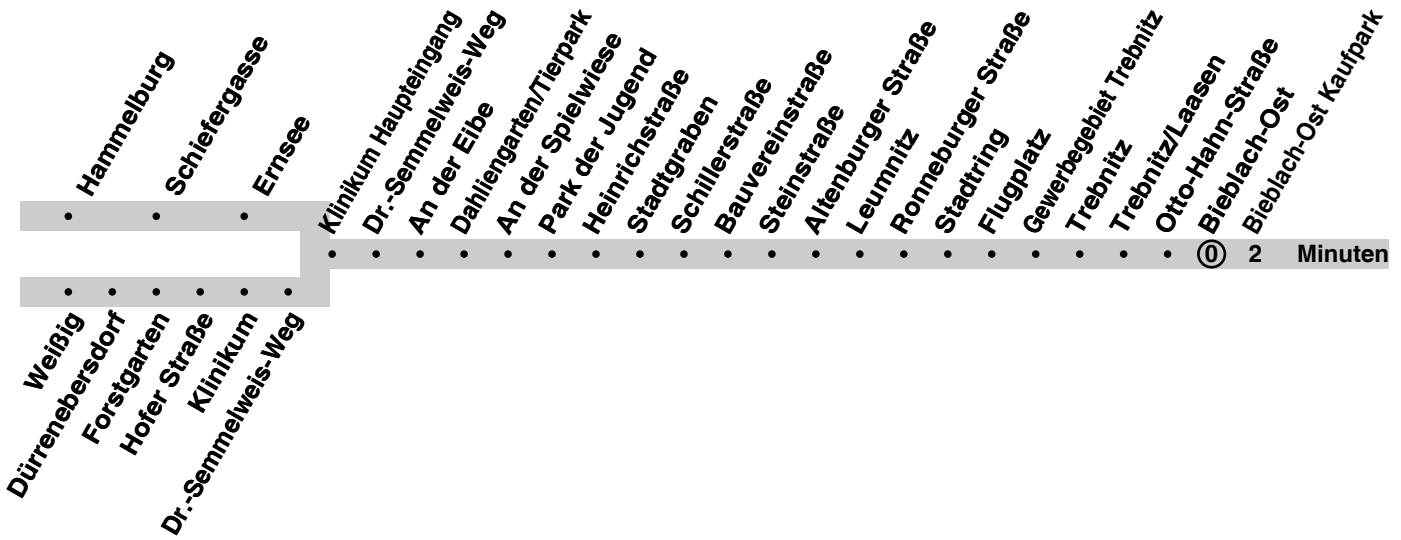 Hammelburg
Schiefergasse
Ernsee
Klinikum Haupteingang
Dr.-Semmelweis-Weg
An der Eibe
Dahliengarten/Tierpark
An der Spielwiese
Park der Jugend
Heinrichstraße
Stadtgraben
Schillerstraße
Bauvereinstraße
Steinstraße
Altenburger Straße
Leumnitz
Ronneburger Straße
Stadtring
Flugplatz
Gewerbegebiet Trebnitz
Trebnitz
Trebnitz/Laasen
Otto-Hahn-Straße
Bieblach-Ost
Bieblach-Ost Kaufpark
0 2 Minuten
Weißig
Dürrenebersdorf
Forstgarten
Hofer Straße
Klinikum
Dr.-Semmelweis-Weg